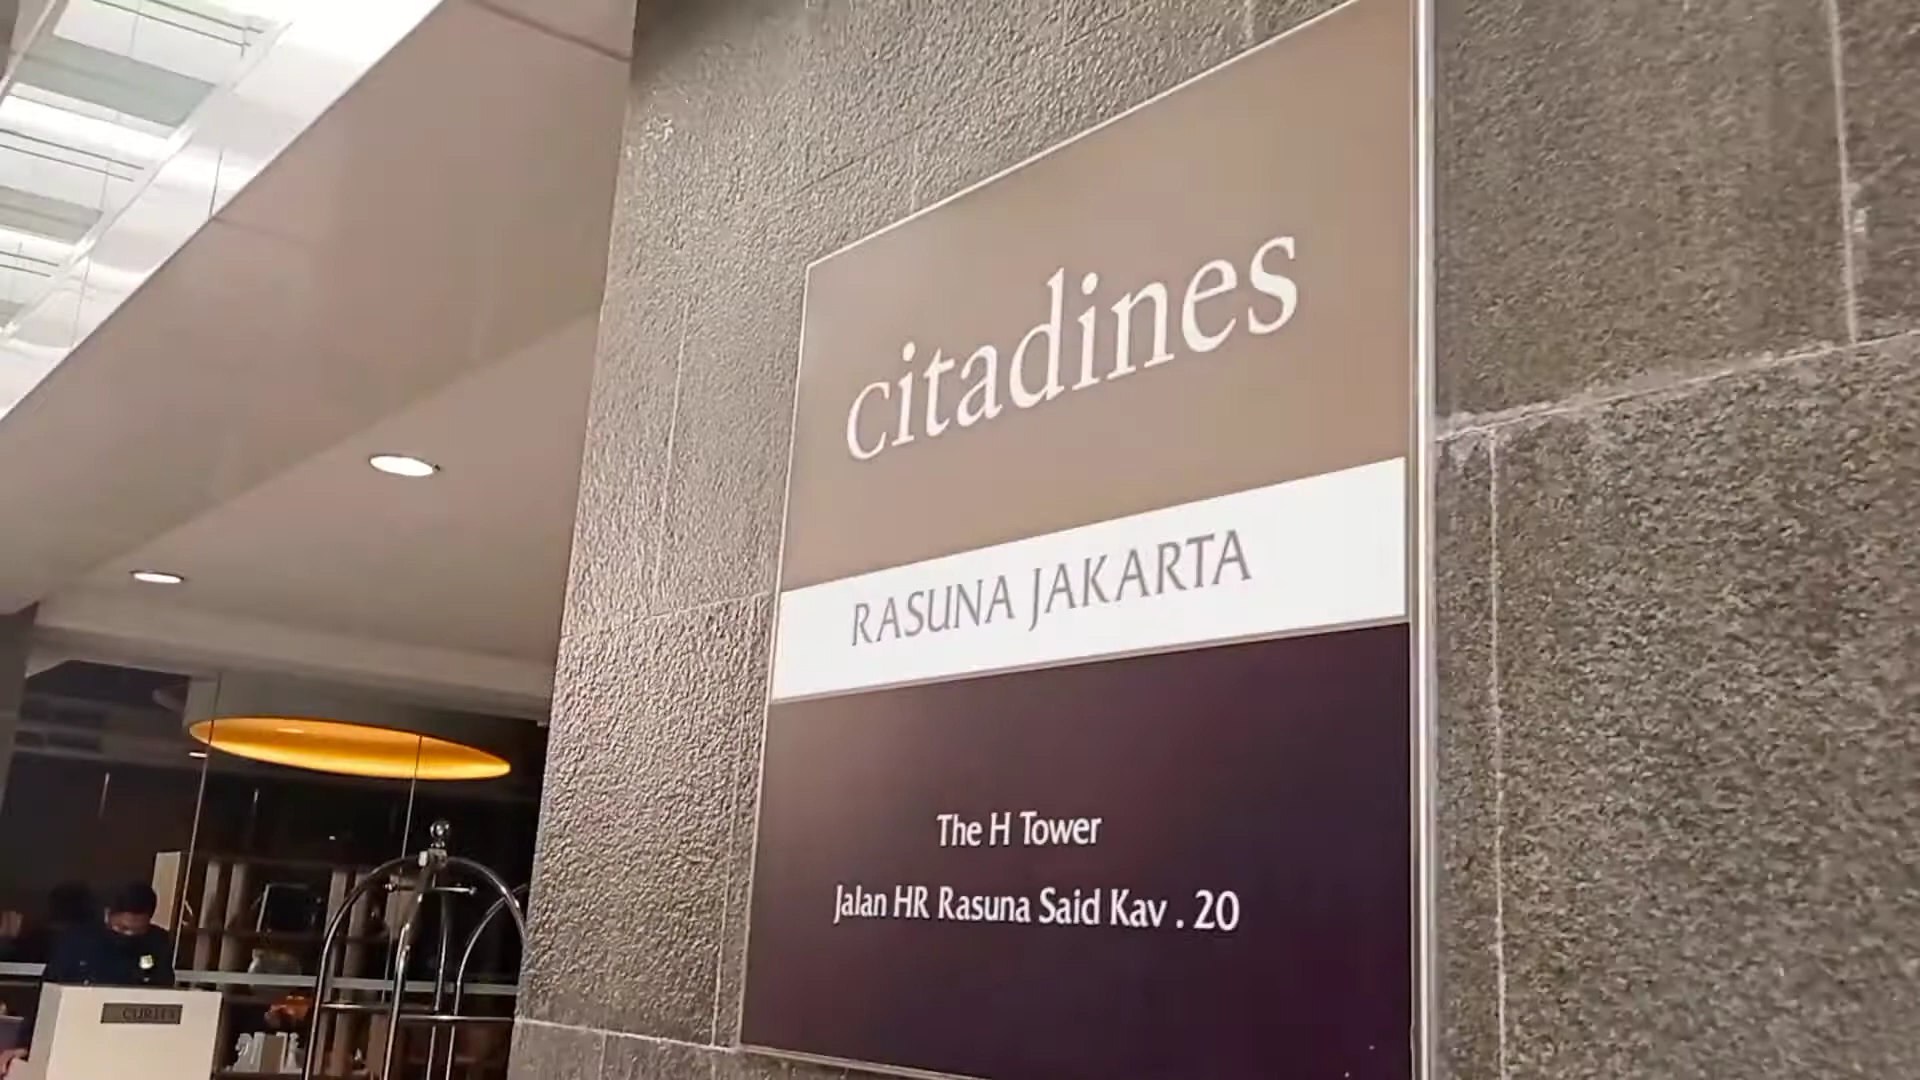 citadines
RASUNA JAKARTA
The H Tower
Jalan HR Rasuna Said Kav . 20